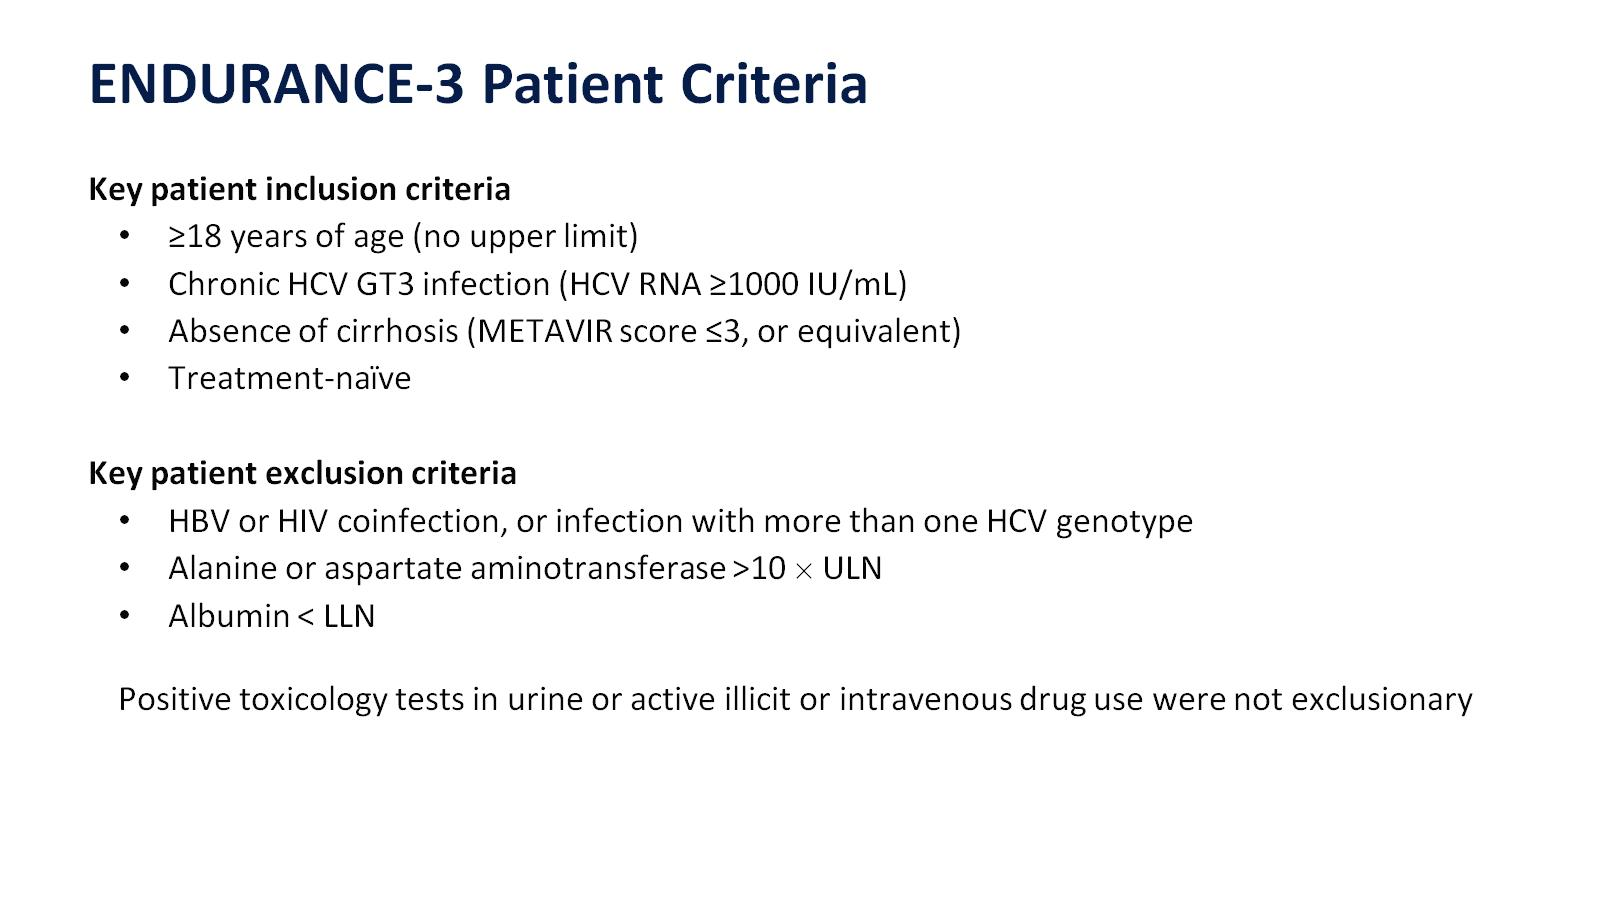 ENDURANCE-3 Patient Criteria
Key patient inclusion criteria
• ≥18 years of age (no upper limit)
• Chronic HCV GT3 infection (HCV RNA ≥1000 IU/mL)
• Absence of cirrhosis (METAVIR score ≤3, or equivalent)
• Treatment-naïve
Key patient exclusion criteria
• HBV or HIV coinfection, or infection with more than one HCV genotype
• Alanine or aspartate aminotransferase >10 × ULN
• Albumin < LLN
Positive toxicology tests in urine or active illicit or intravenous drug use were not exclusionary